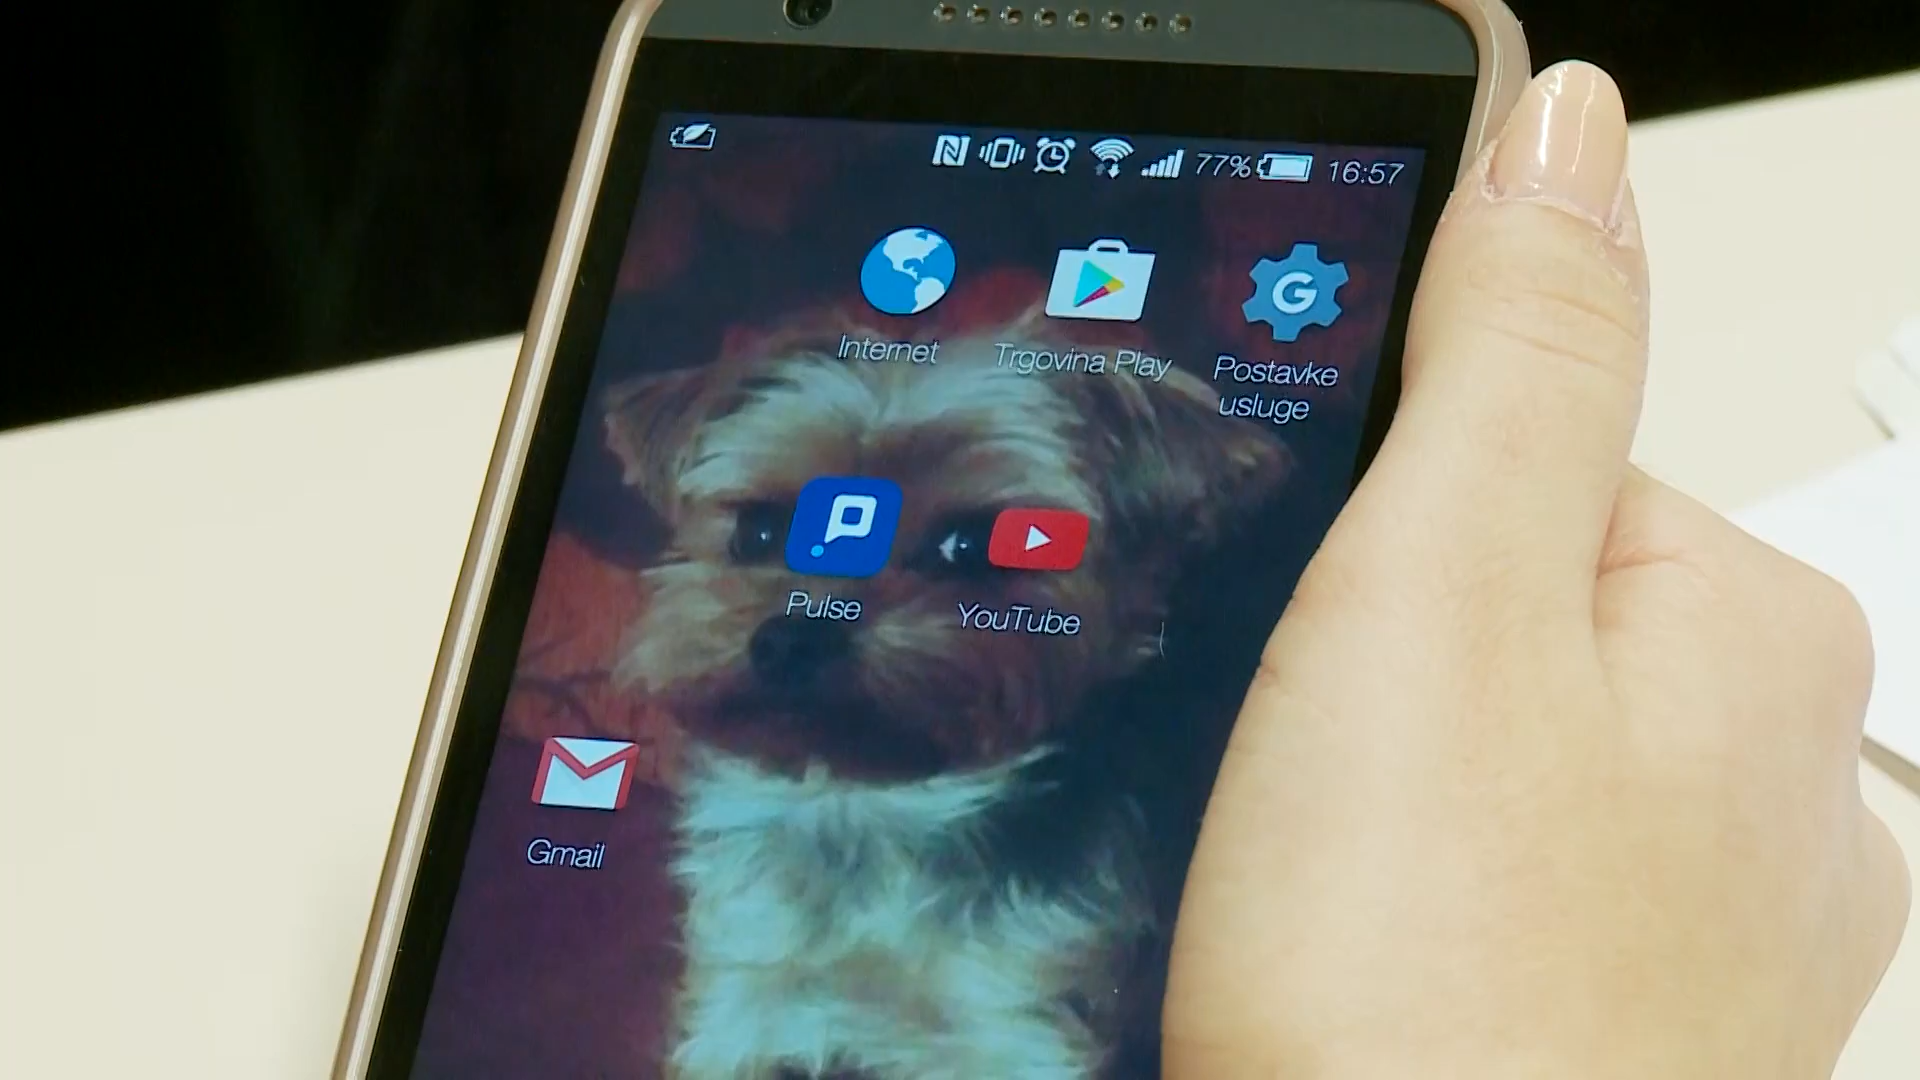 77% 16:57
Internet
Trgovina Play
Postavke
usluge
G
Pulse
YouTube
Gmail